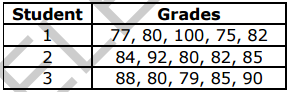 Student Grades
1 77, 80, 100, 75, 82
2 84, 92, 80, 82, 85
3 88, 80, 79, 85, 90